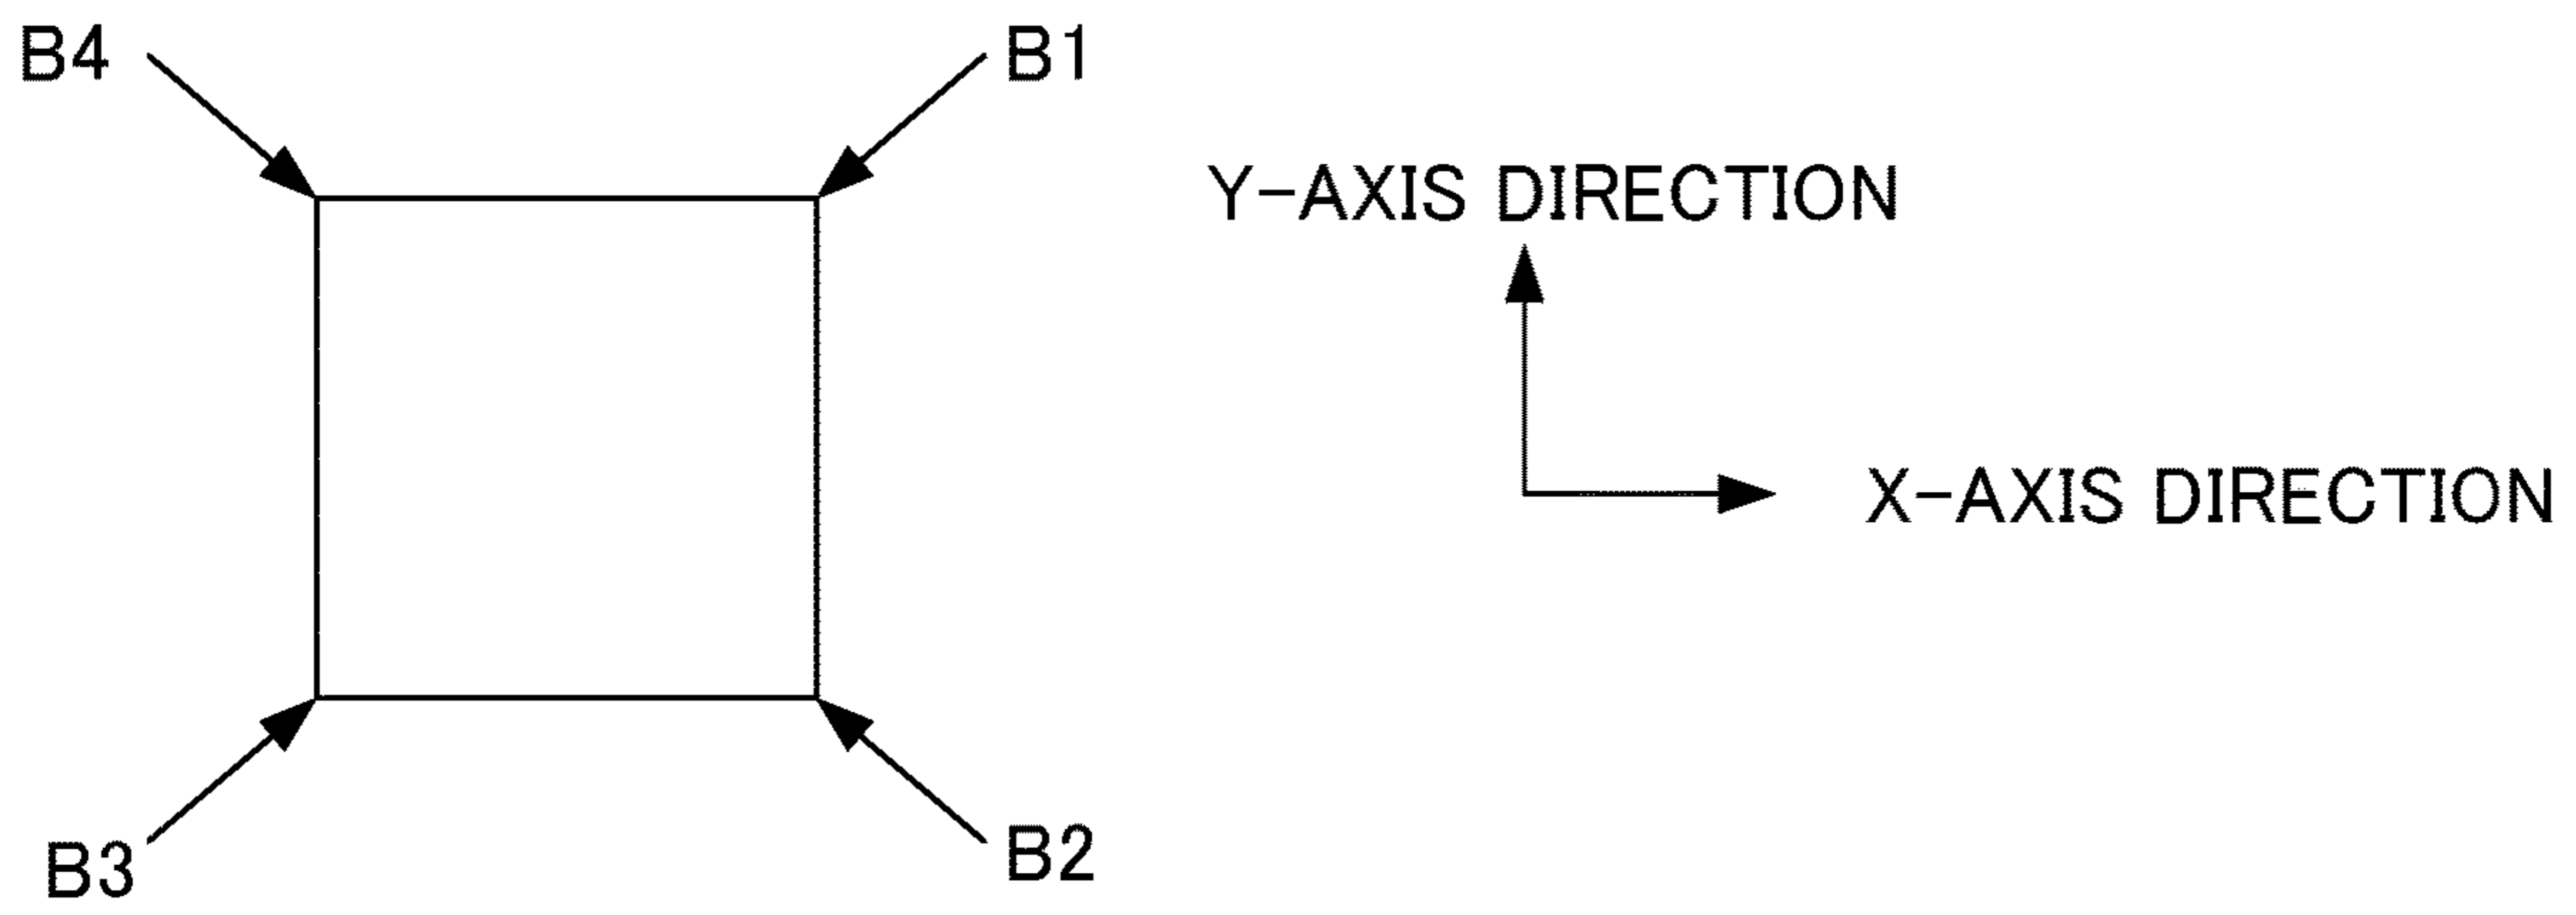 B4
B1
Y-AXIS DIRECTION
X-AXIS DIRECTION
B3
B2